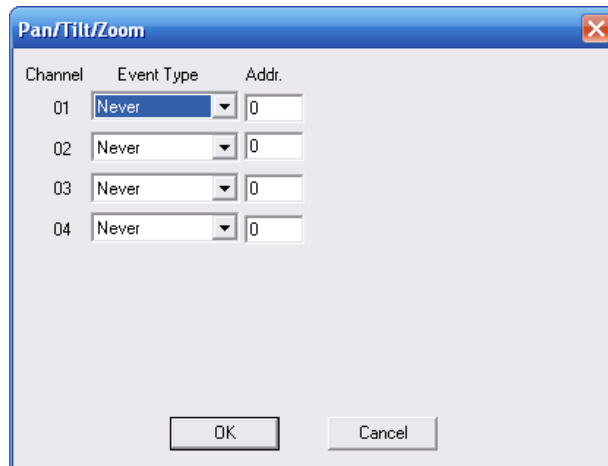 Pan/Tilt/Zoom
Channel Event Type Addr.
01 Never 0
02 Never 0
03 Never 0
04 Never 0
OK Cancel